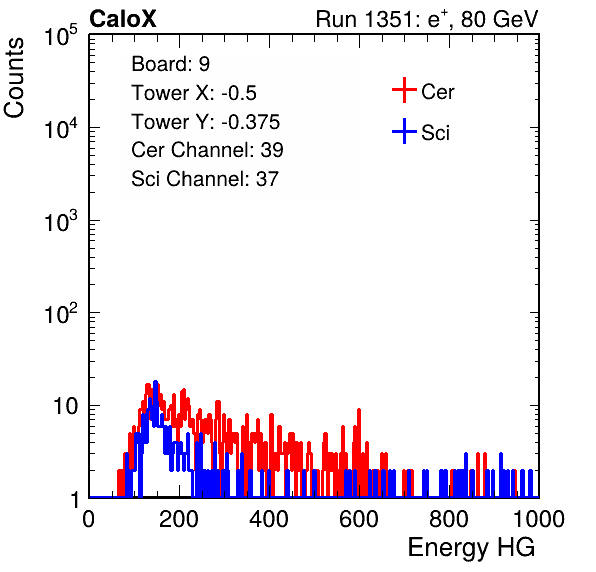 CaloX Run 1351: e⁺, 80 GeV
Counts
10⁵
10⁴
10³
10²
10
1
Board: 9
Tower X: -0.5
Tower Y: -0.375
Cer Channel: 39
Sci Channel: 37
Cer
Sci
0 200 400 600 800 1000
Energy HG